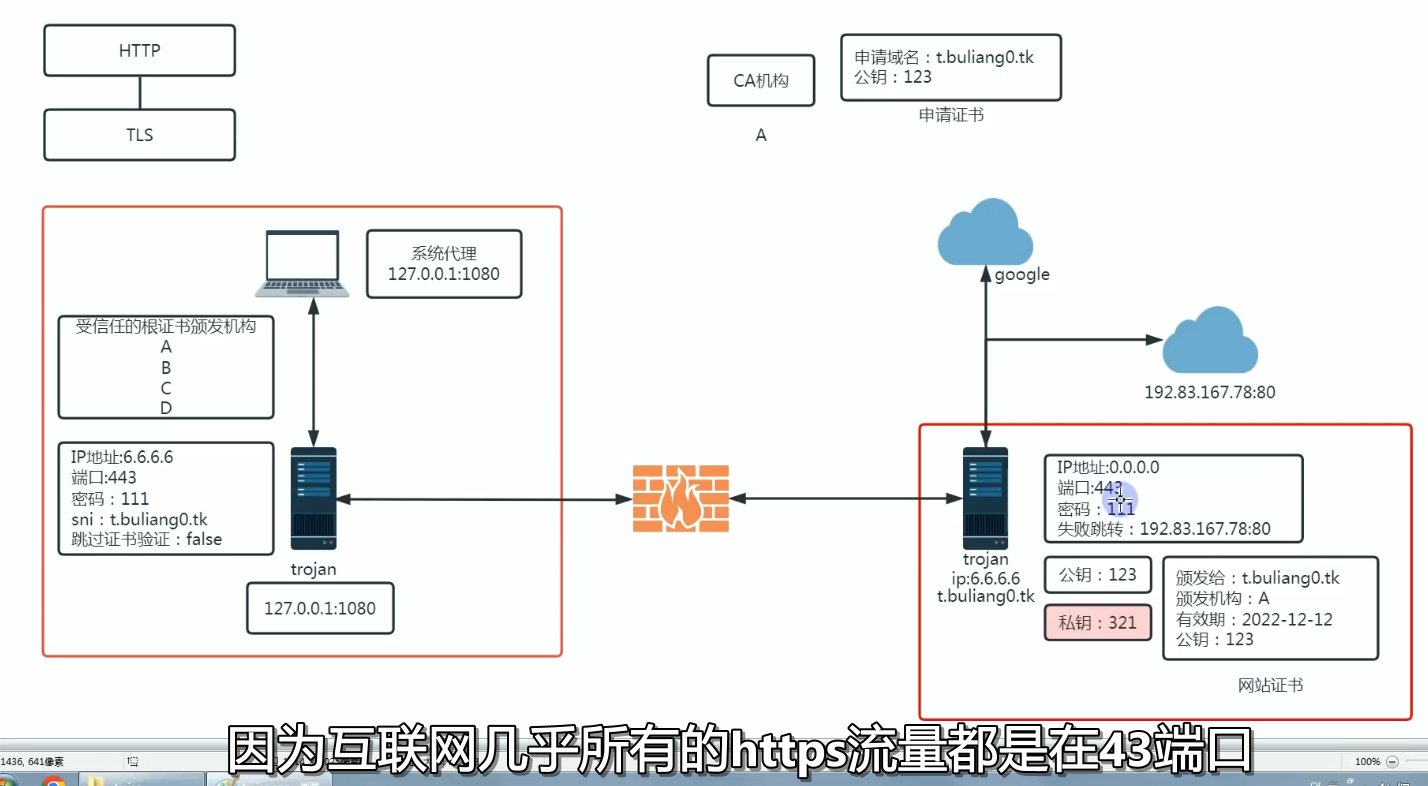 HTTP
TLS
CA机构
A
申请域名：t.buliang0.tk
公钥：123
申请证书
系统代理
127.0.0.1:1080
受信任的根证书颁发机构
A
B
C
D
IP地址:6.6.6.6
端口:443
密码：111
sni：t.buliang0.tk
跳过证书验证：false
trojan
127.0.0.1:1080
google
192.83.167.78:80
trojan
ip:6.6.6.6
t.buliang0.tk
IP地址:0.0.0.0
端口:443
密码：111
失败跳转：192.83.167.78:80
公钥：123
私钥：321
颁发给：t.buliang0.tk
颁发机构：A
有效期：2022-12-12
公钥：123
网站证书
因为互联网几乎所有的https流量都是在43端口
1436, 641像素
100%